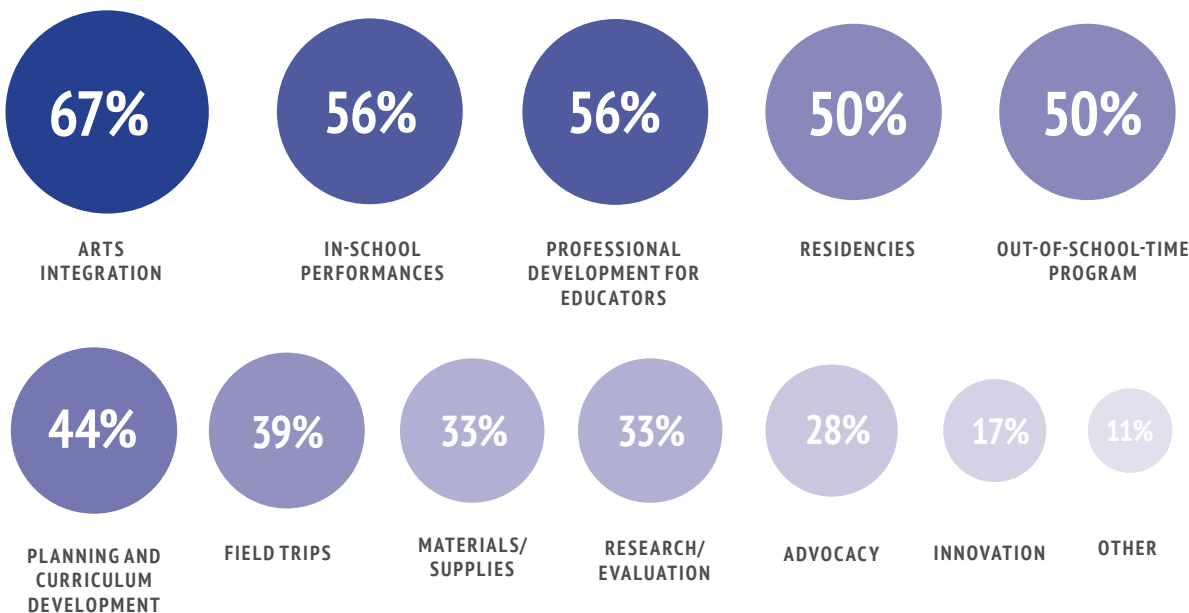 67% 56% 56% 50% 50%
ARTS
INTEGRATION
IN-SCHOOL
PERFORMANCES
PROFESSIONAL
DEVELOPMENT FOR
EDUCATORS
RESIDENCIES
OUT-OF-SCHOOL-TIME
PROGRAM
44% 39% 33% 33% 28% 17% 11%
PLANNING AND
CURRICULUM
DEVELOPMENT
FIELD TRIPS
MATERIALS/
SUPPLIES
RESEARCH/
EVALUATION
ADVOCACY
INNOVATION
OTHER